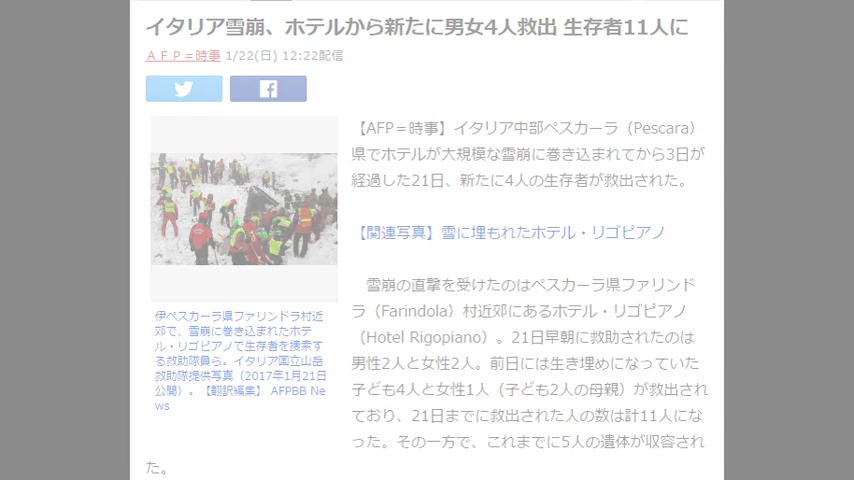 イタリア雪崩、ホテルから新たに男女4人救出 生存者11人に
ＡＦＰ＝時事 1/22(日) 12:22配信
【AFP＝時事】イタリア中部ペスカーラ（Pescara）
県でホテルが大規模な雪崩に巻き込まれてから3日が
経過した21日、新たに4人の生存者が救出された。
【関連写真】雪に埋もれたホテル・リゴピアノ
雪崩の直撃を受けたのはペスカーラ県ファリンド
ラ（Farindola）村近郊にあるホテル・リゴピアノ
（Hotel Rigopiano）。21日早朝に救助されたのは
男性2人と女性2人。前日には生き埋めになっていた
子ども4人と女性1人（子ども2人の母親）が救出され
ており、21日までに救出された人の数は計11人にな
った。その一方で、これまでに5人の遺体が収容され
た。
伊ペスカーラ県ファリンドラ村近
郊で、雪崩に巻き込まれたホテ
ル・リゴピアノで生存者を捜索す
る救助隊員ら。イタリア国立山岳
救助隊提供写真（2017年1月21日
公開）。【翻訳編集】 AFPBB Ne
ws